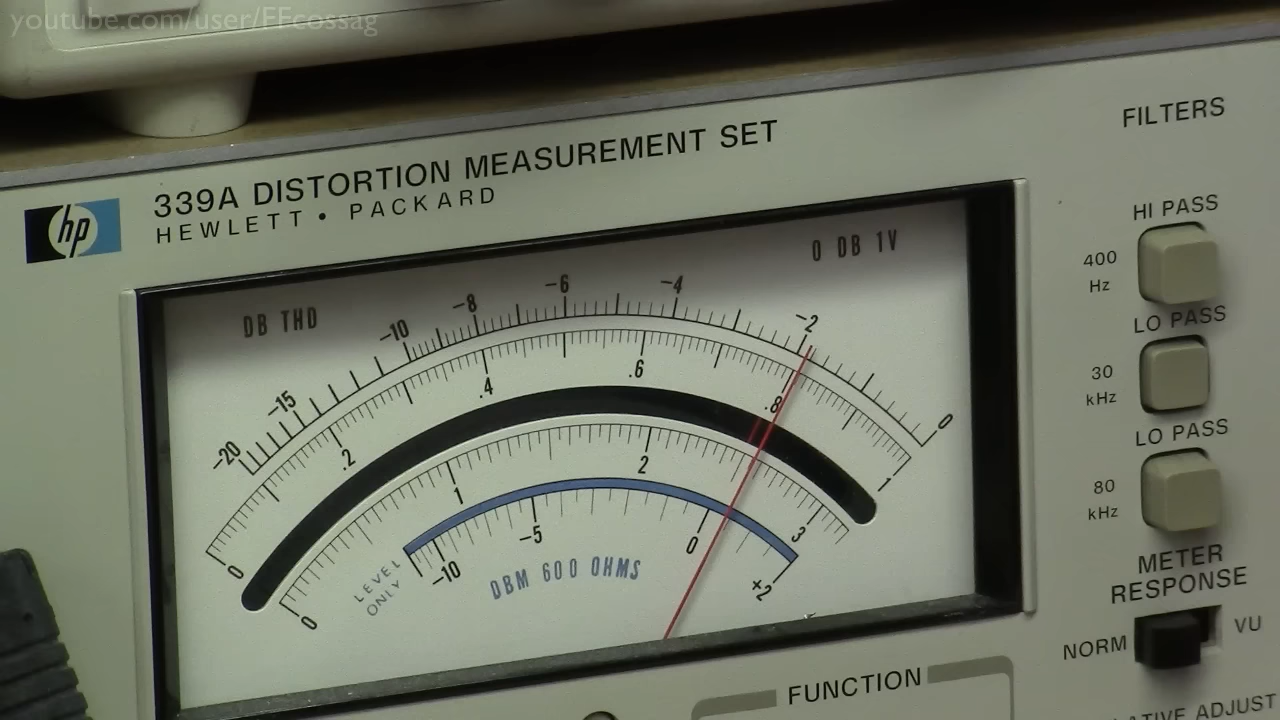 youtube.com/user/FFcossag
339A DISTORTION MEASUREMENT SET
HEWLETT • PACKARD
hp
FILTERS
HI PASS
400 Hz
LO PASS
30 kHz
LO PASS
80 kHz
METER RESPONSE
NORM
VU
DB THD
0 DB 1V
-20 -15 -10 -8 -6 -4 -2 0
0 .2 .4 .6 .8 1
0 1 2 3
LEVEL ONLY
-10 -5 0 +2
DBM 600 OHMS
FUNCTION
ATIVE ADJUST